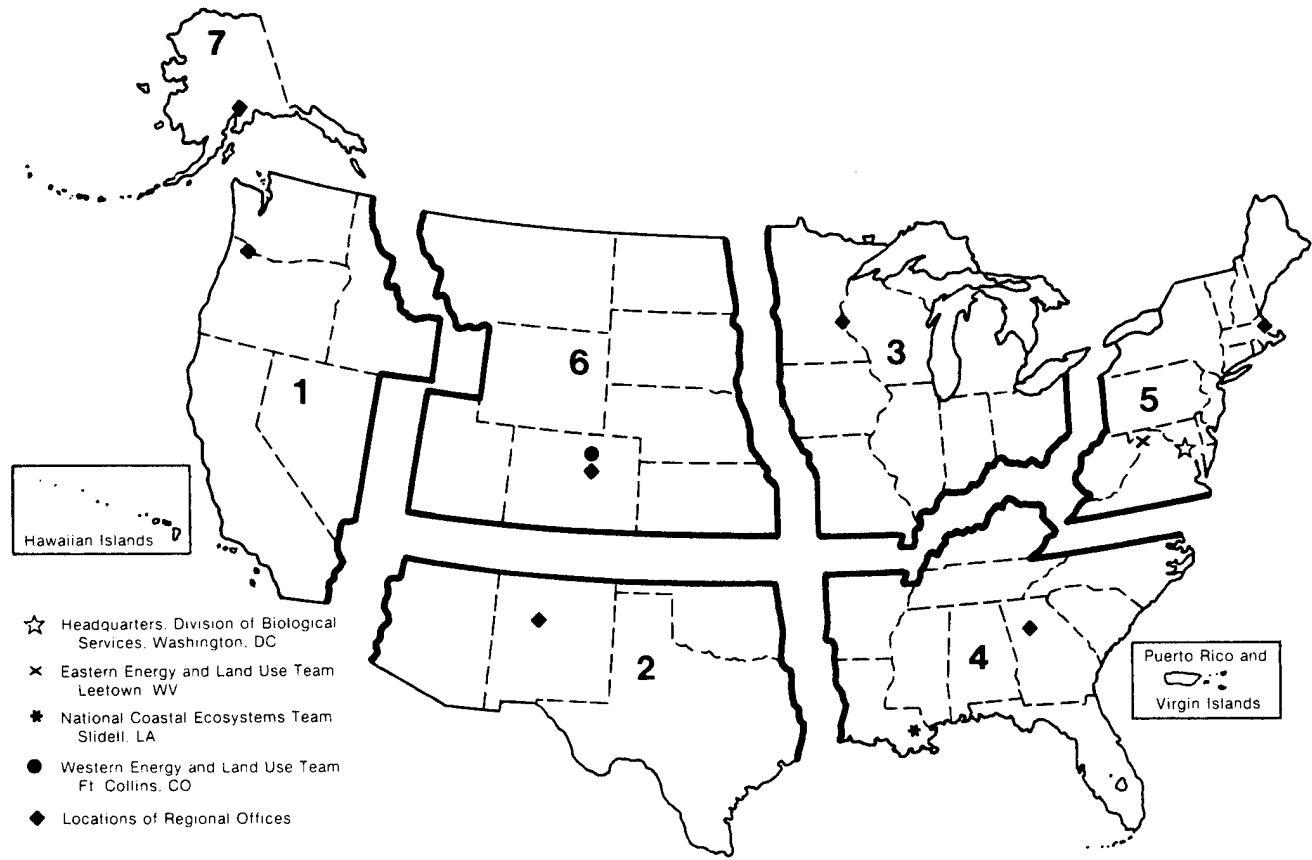 7
6
3
1
5
Hawaiian Islands
2
4
Puerto Rico and
Virgin Islands
Headquarters. Division of Biological
Services. Washington, DC
Eastern Energy and Land Use Team
Leetown WV
National Coastal Ecosystems Team
Slidell. LA
Western Energy and Land Use Team
Ft Collins. CO
Locations of Regional Offices